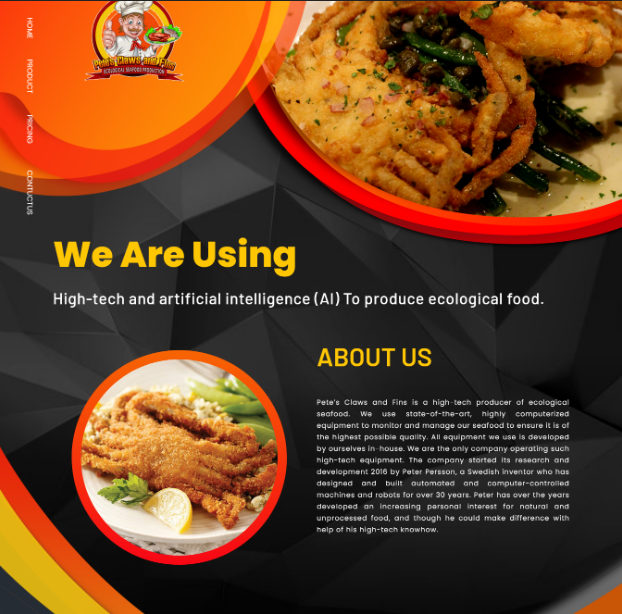 HOME
PRODUCT
PRICING
CONTUCTUS
Pete's Claws and Fins
ECOLOGICAL SEAFOOD PRODUCTION
We Are Using
High-tech and artificial intelligence (AI) To produce ecological food.
ABOUT US
Pete's Claws and Fins is a high-tech producer of ecological
seafood. We use state-of-the-art, highly computerized
equipment to monitor and manage our seafood to ensure it is of
the highest possible quality. All equipment we use is developed
by ourselves in-house. We are the only company operating such
high-tech equipment. The company started its research and
development 2016 by Peter Persson, a Swedish inventor who has
designed and built automated and computer-controlled
machines and robots for over 30 years. Peter has over the years
developed an increasing personal interest for natural and
unprocessed food, and though he could make difference with
help of his high-tech knowhow.